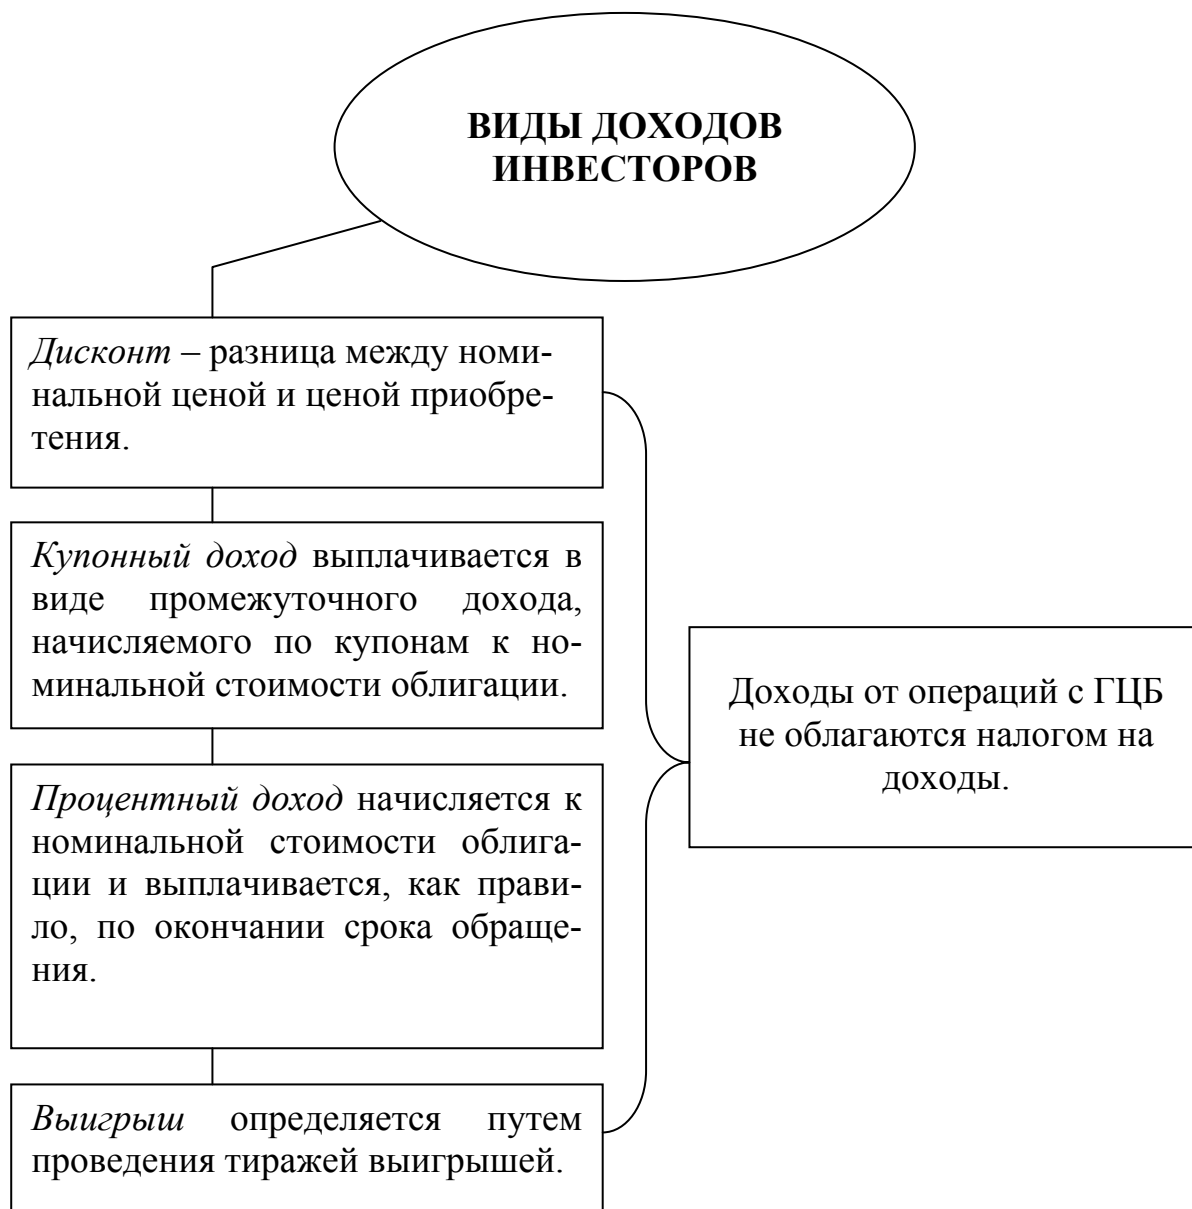 ВИДЫ ДОХОДОВ
ИНВЕСТОРОВ
Дисконт – разница между номи-
нальной ценой и ценой приобре-
тения.
Купонный доход выплачивается в
виде промежуточного дохода,
начисляемого по купонам к но-
минальной стоимости облигации.
Процентный доход начисляется к
номинальной стоимости облига-
ции и выплачивается, как прави-
ло, по окончании срока обраще-
ния.
Выигрыш определяется путем
проведения тиражей выигрышей.
Доходы от операций с ГЦБ
не облагаются налогом на
доходы.